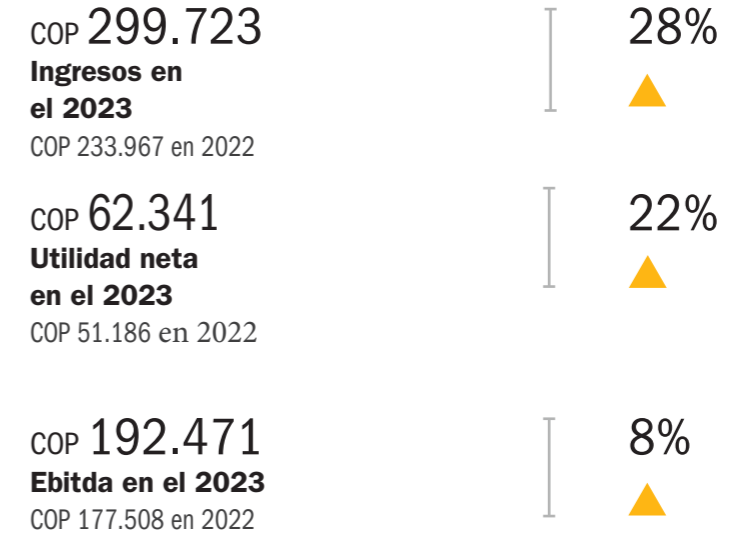 COP 299.723
28%
Ingresos en
el 2023
COP 233.967 en 2022
COP 62.341
22%
Utilidad neta
en el 2023
COP 51.186 en 2022
COP 192.471
8%
Ebitda en el 2023
COP 177.508 en 2022